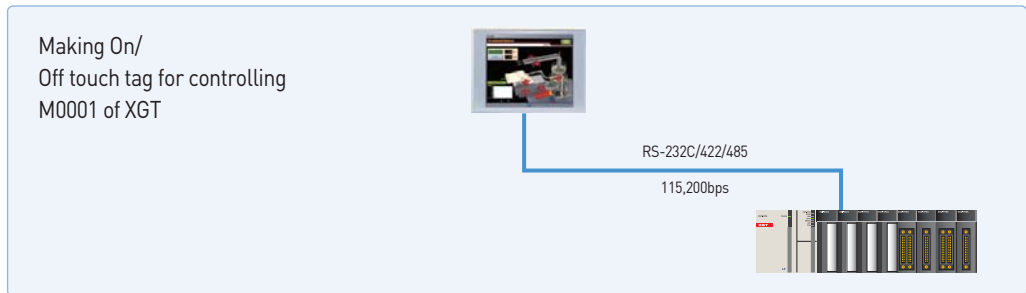 Making On/
Off touch tag for controlling
M0001 of XGT
RS-232C/422/485
115,200bps